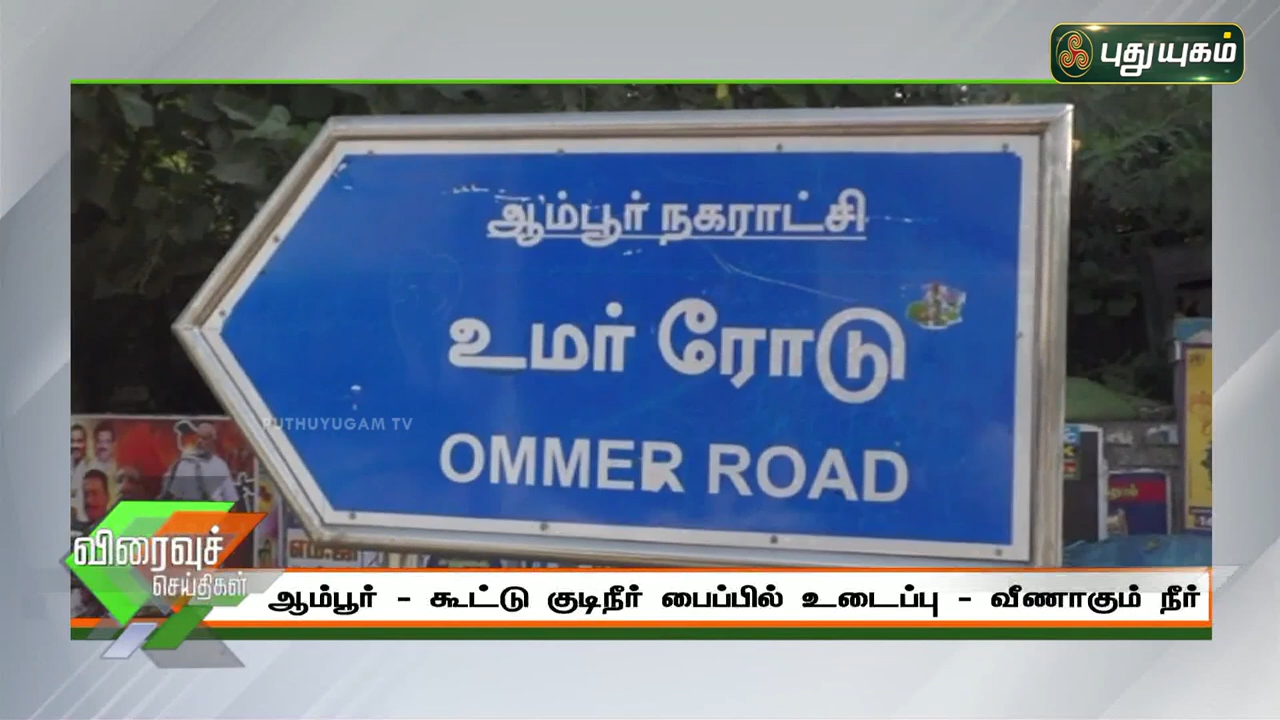 புதுயுகம்
ஆம்பூர் நகராட்சி
உமர் ரோடு
OMMER ROAD
PUTHUYUGAM TV
விரைவுச்
செய்திகள்
ஆம்பூர் - கூட்டு குடிநீர் பைப்பில் உடைப்பு - வீணாகும் நீர்